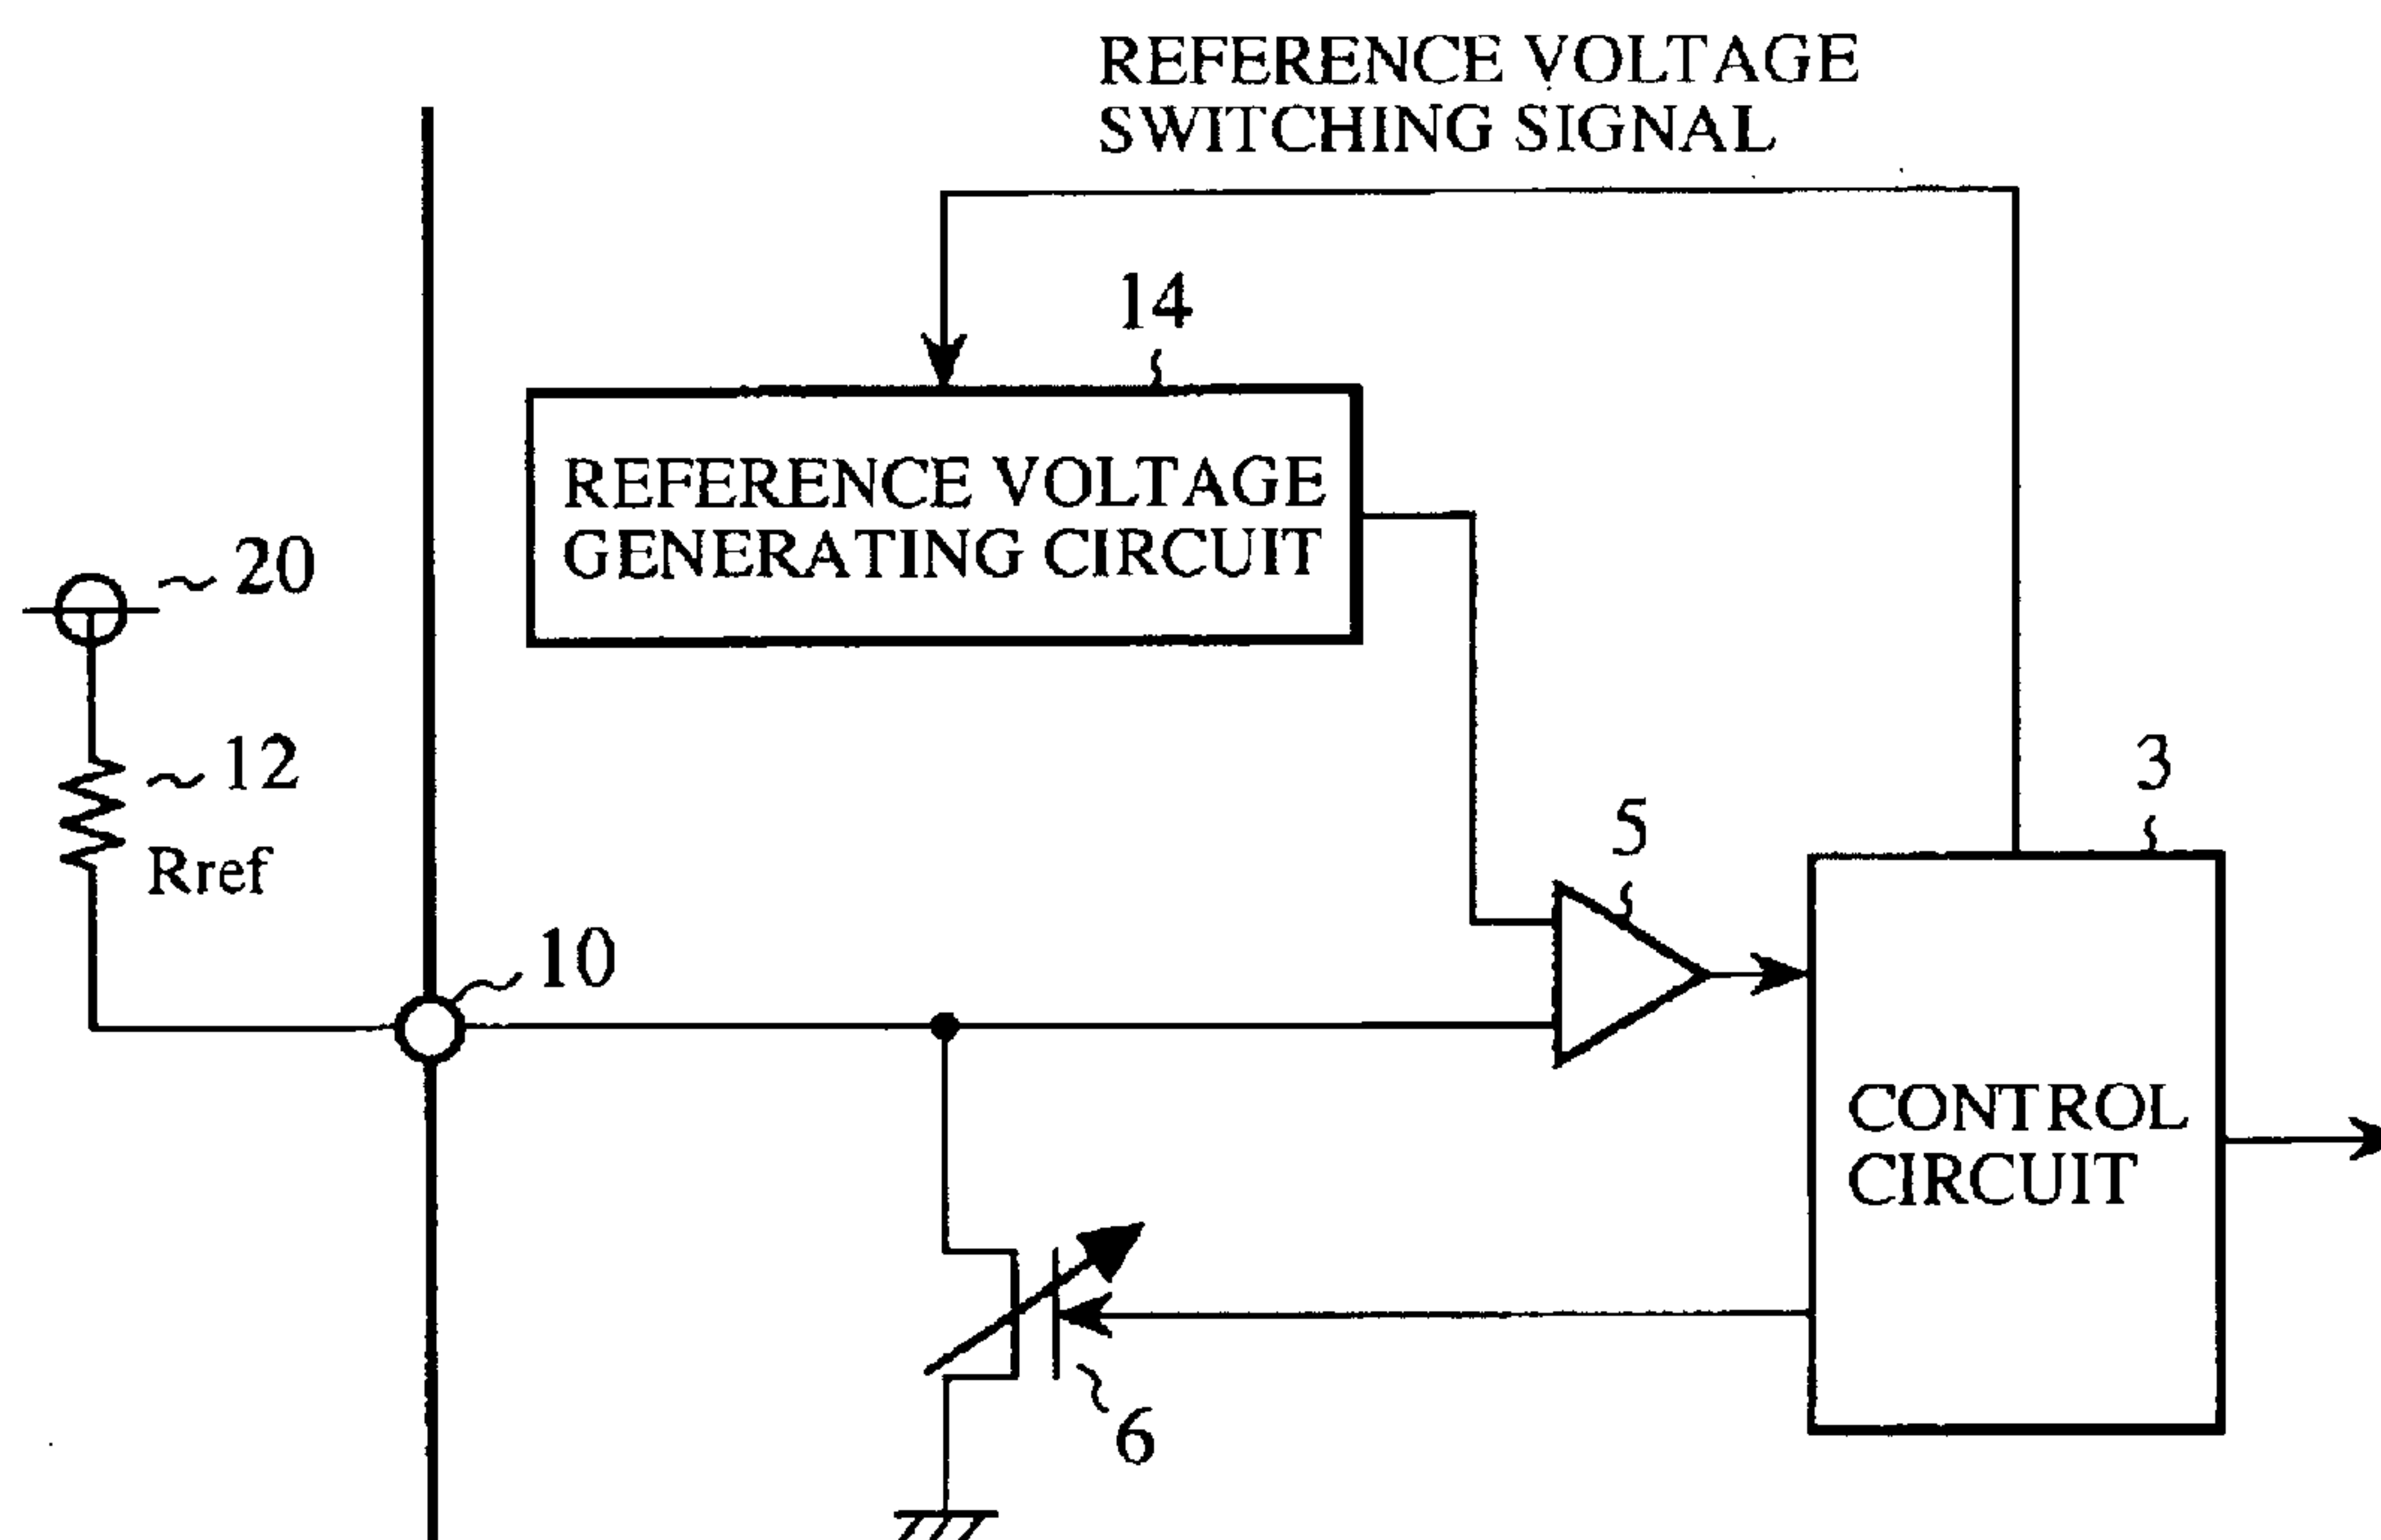 REFERENCE VOLTAGE
SWITCHING SIGNAL
14
REFERENCE VOLTAGE
GENERATING CIRCUIT
20
12
Rref
3
5
10
CONTROL
CIRCUIT
6